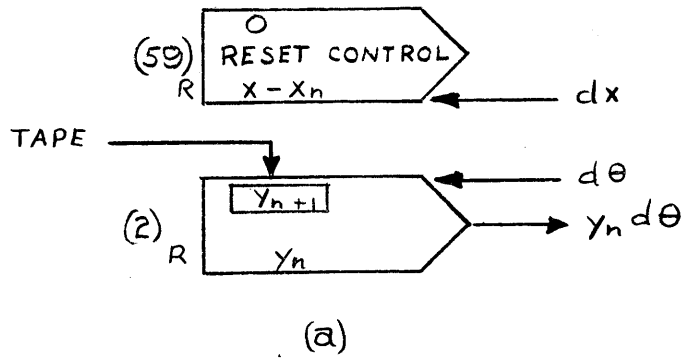 O
(59) RESET CONTROL
R x - xn
dx
TAPE
dθ
yn+1
(2) yn dθ
R yn
(a)